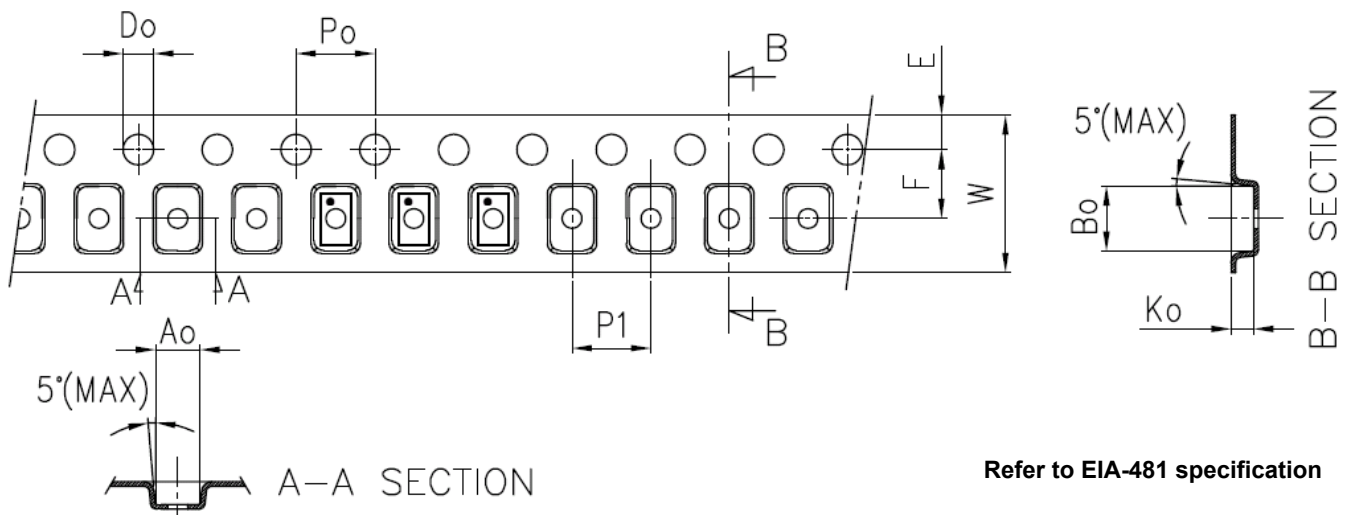 Do
Po
B
E
F
W
A
A
P1
B
Ao
5°(MAX)
A-A SECTION
5°(MAX)
Bo
Ko
B-B SECTION
Refer to EIA-481 specification